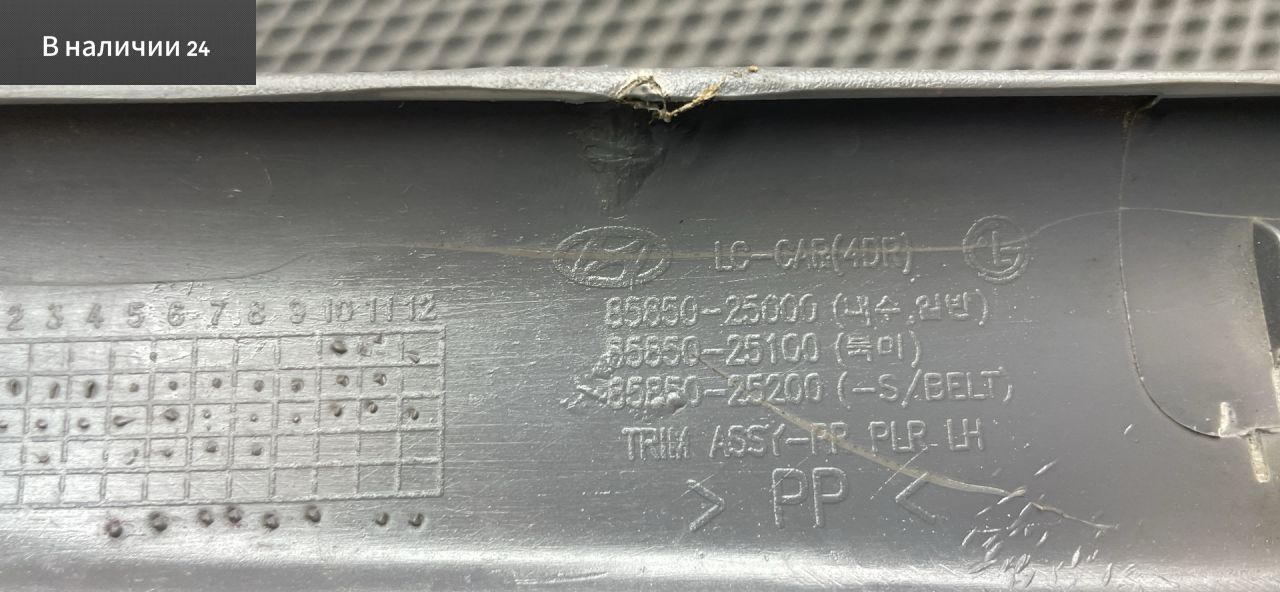 В наличии 24
LC-CAR(4DR)
2 3 4 5 6 7 8 9 10 11 12
85850-25000 (내수,일반)
85850-25100 (북미)
85850-25200 (-S/BELT)
TRIM ASSY-RR PLR LH
> PP <